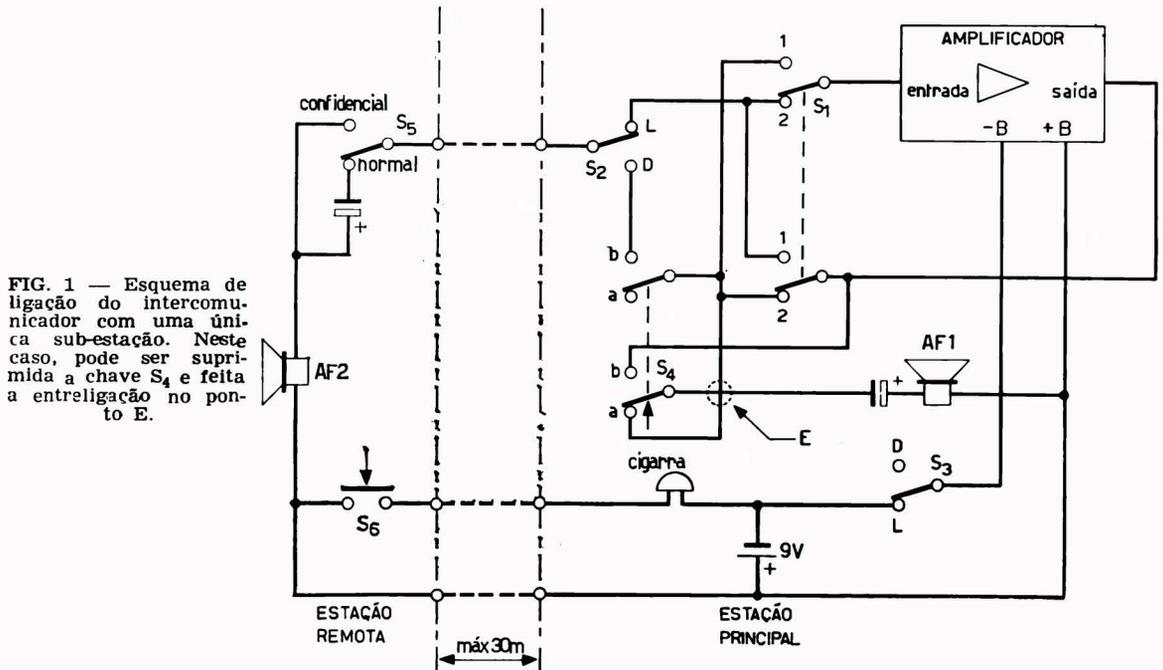 FIG. 1 — Esquema de
ligação do intercomu-
nicador com uma úni-
ca sub-estação. Neste
caso, pode ser supri-
mida a chave S4 e feita
a entreligação no pon-
to E.
confidencial
S5
normal
+
AF2
S6
ESTAÇÃO
REMOTA
máx 30m
S2
L
D
b
a
b
a
S4
1
2
S1
1
2
AMPLIFICADOR
entrada
saída
-B
+B
AF1
+
E
cigarra
D
S3
L
9V
+
ESTAÇÃO
PRINCIPAL